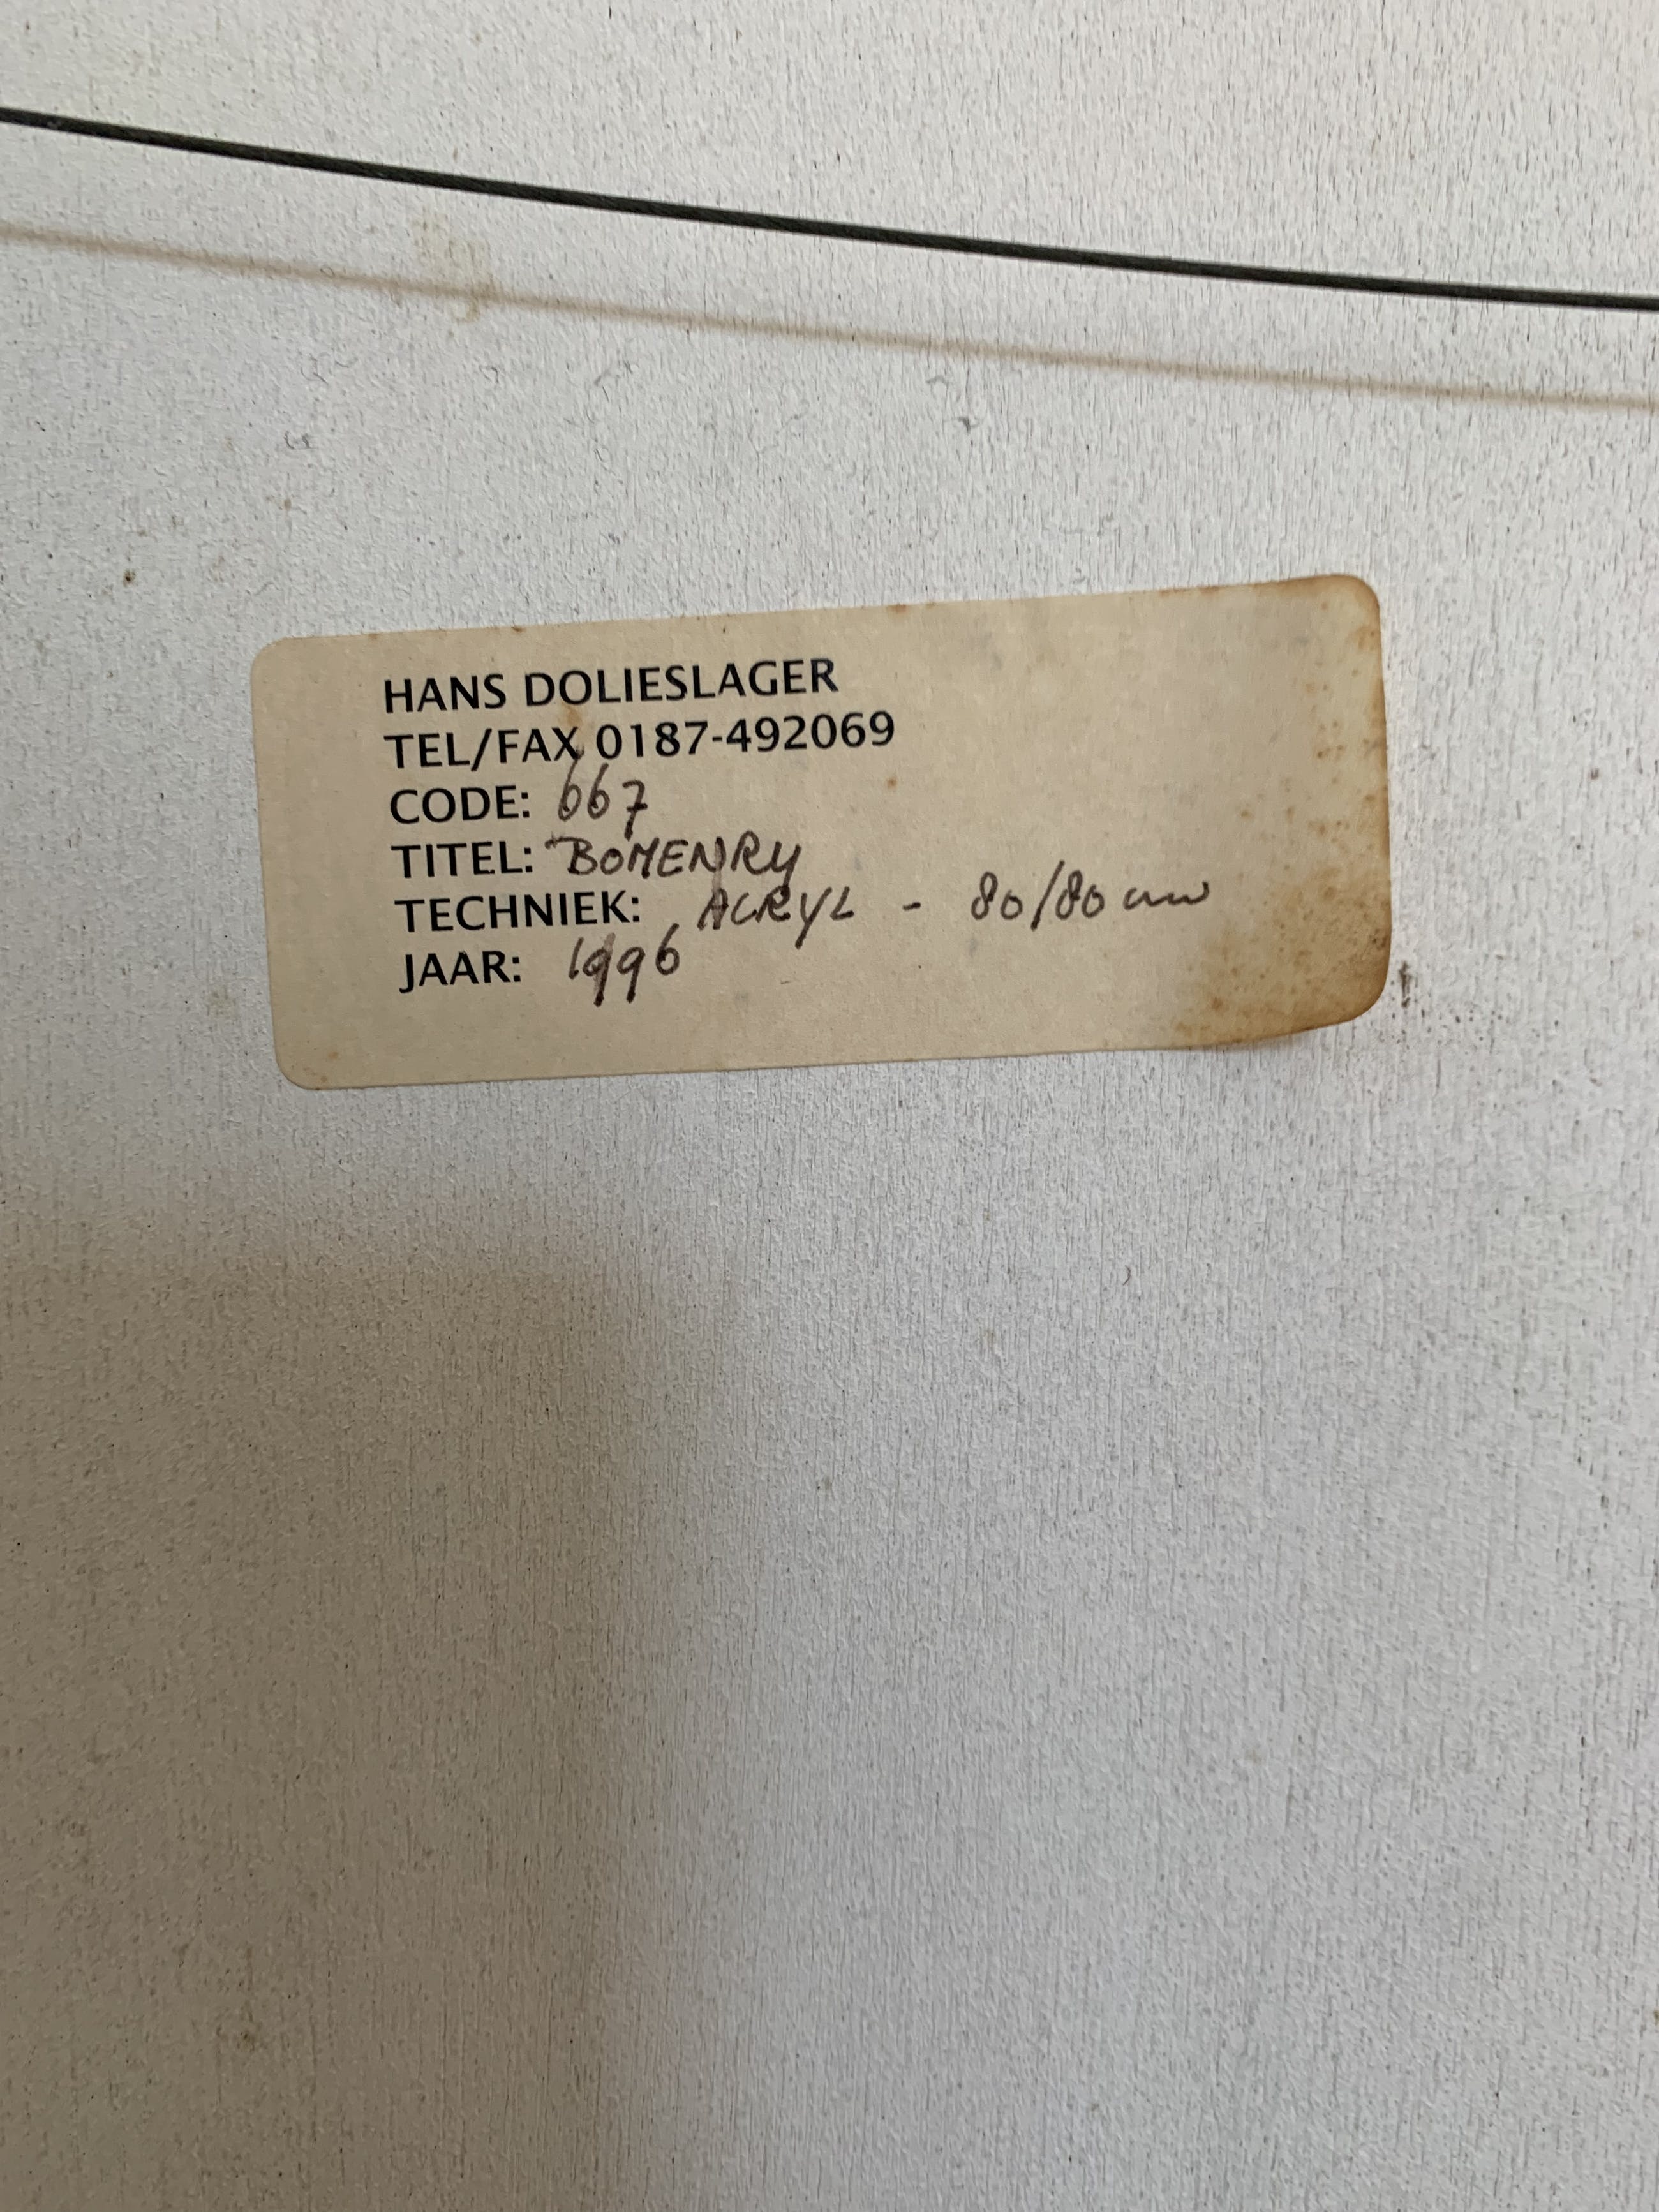 HANS DOLIESLAGER
TEL/FAX 0187-492069
CODE: 667
TITEL: BOMENRY
TECHNIEK: ACRYL - 80/80 cm
JAAR: 1996